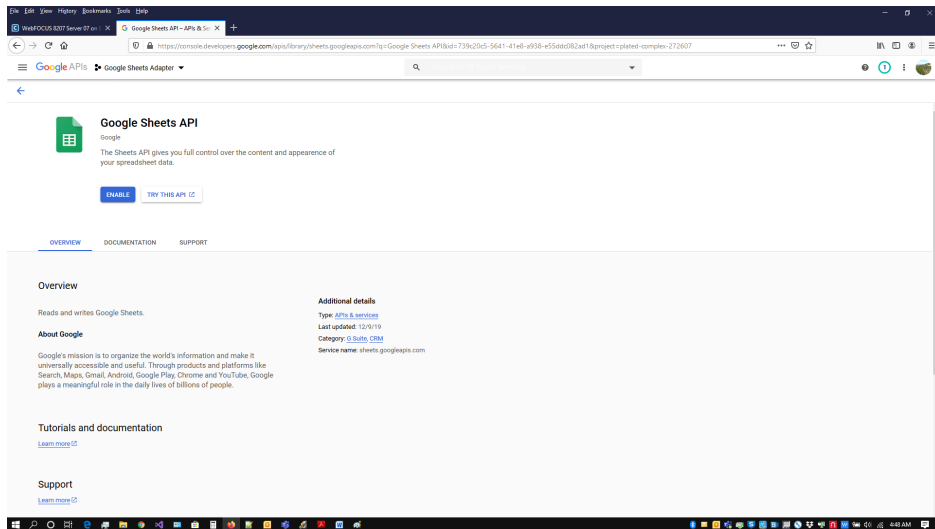 File Edit View History Bookmarks Tools Help
WebFOCUS 8207 Server 07 on
Google Sheets API – APIs & Ser
https://console.developers.google.com/apis/library/sheets.googleapis.com?q=Google Sheets API&id=739c20c5-5641-41e8-a938-e55ddc082ad1&project=plated-complex-272607
Google APIs Google Sheets Adapter
1
Google Sheets API
Google
The Sheets API gives you full control over the content and appearence of
your spreadsheet data.
ENABLE TRY THIS API
OVERVIEW DOCUMENTATION SUPPORT
Overview
Reads and writes Google Sheets.
About Google
Google's mission is to organize the world's information and make it
universally accessible and useful. Through products and platforms like
Search, Maps, Gmail, Android, Google Play, Chrome and YouTube, Google
plays a meaningful role in the daily lives of billions of people.
Additional details
Type: APIs & services
Last updated: 12/9/19
Category: G Suite, CRM
Service name: sheets.googleapis.com
Tutorials and documentation
Learn more
Support
Learn more
4:48 AM